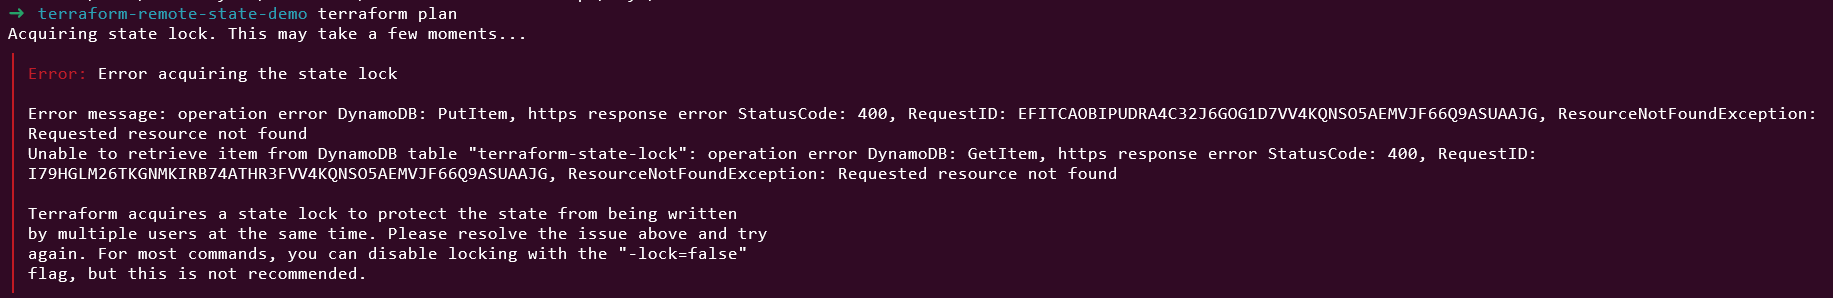 ➜ terraform-remote-state-demo terraform plan
Acquiring state lock. This may take a few moments...
Error: Error acquiring the state lock
Error message: operation error DynamoDB: PutItem, https response error StatusCode: 400, RequestID: EFITCAOBIPUDRA4C32J6GOG1D7VV4KQNSO5AEMVJF66Q9ASUAAJG, ResourceNotFoundException:
Requested resource not found
Unable to retrieve item from DynamoDB table "terraform-state-lock": operation error DynamoDB: GetItem, https response error StatusCode: 400, RequestID:
I79HGLM26TKGNMKIRB74ATHR3FVV4KQNSO5AEMVJF66Q9ASUAAJG, ResourceNotFoundException: Requested resource not found
Terraform acquires a state lock to protect the state from being written
by multiple users at the same time. Please resolve the issue above and try
again. For most commands, you can disable locking with the "-lock=false"
flag, but this is not recommended.